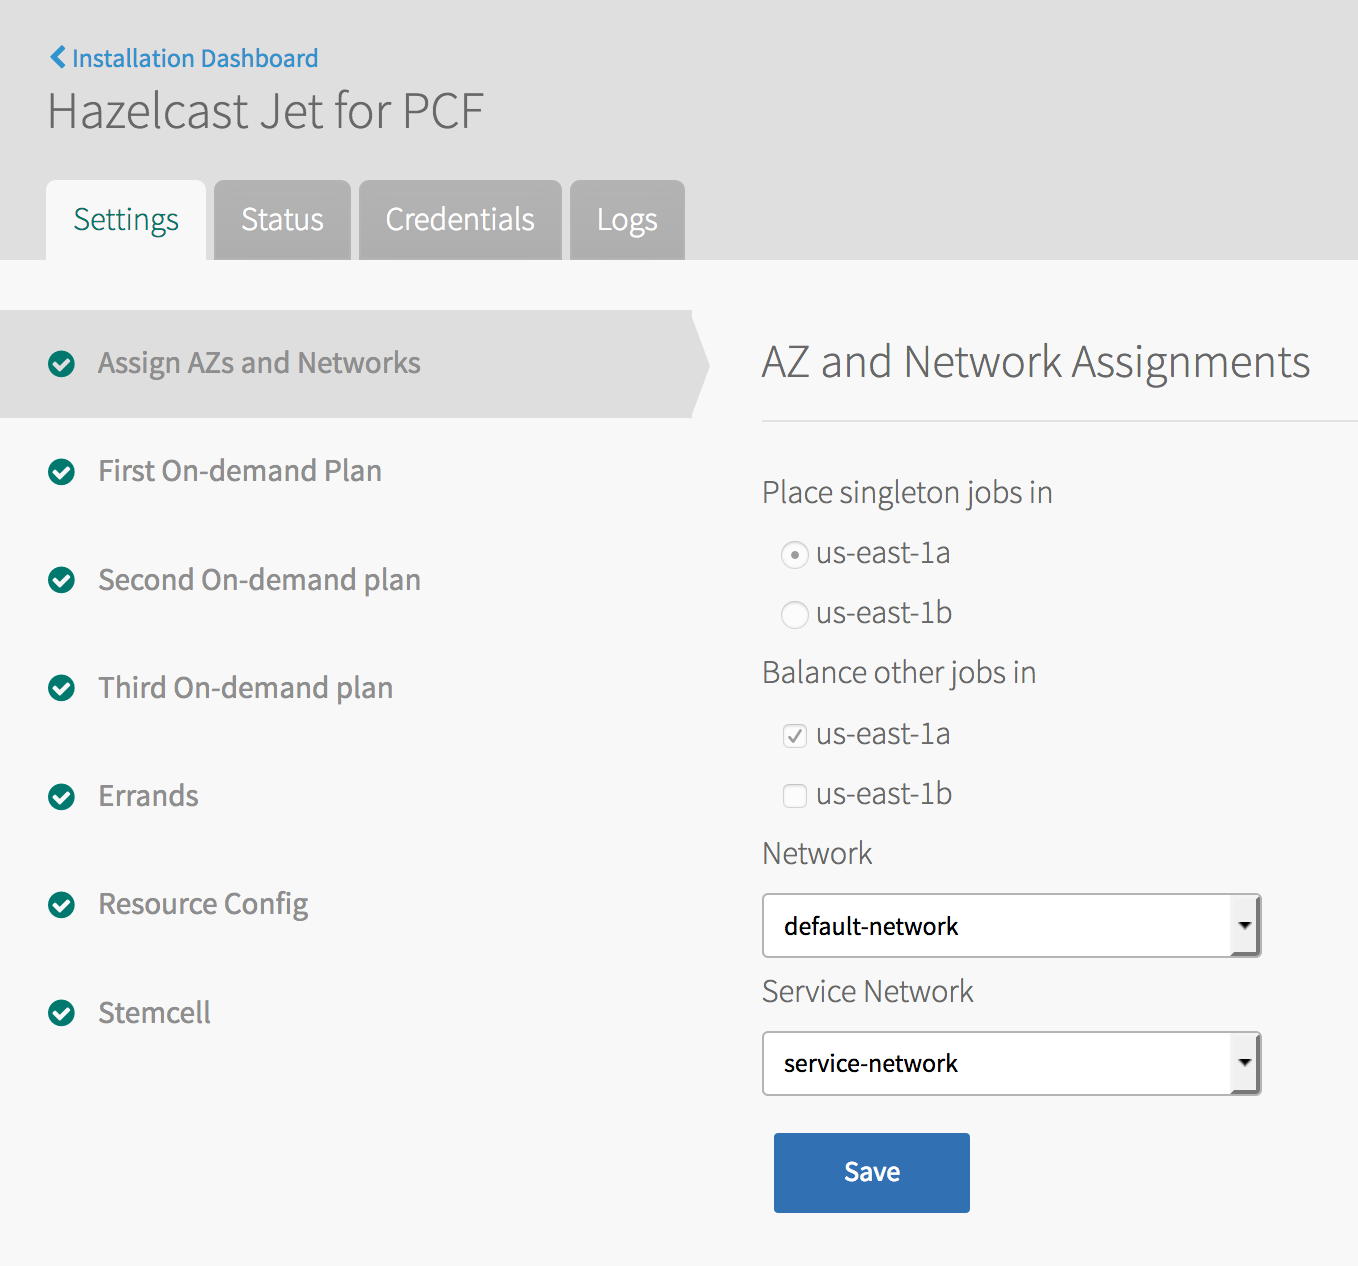 Installation Dashboard
Hazelcast Jet for PCF
Settings
Status
Credentials
Logs
Assign AZs and Networks
First On-demand Plan
Second On-demand plan
Third On-demand plan
Errands
Resource Config
Stemcell
AZ and Network Assignments
Place singleton jobs in
us-east-1a
us-east-1b
Balance other jobs in
us-east-1a
us-east-1b
Network
default-network
Service Network
service-network
Save